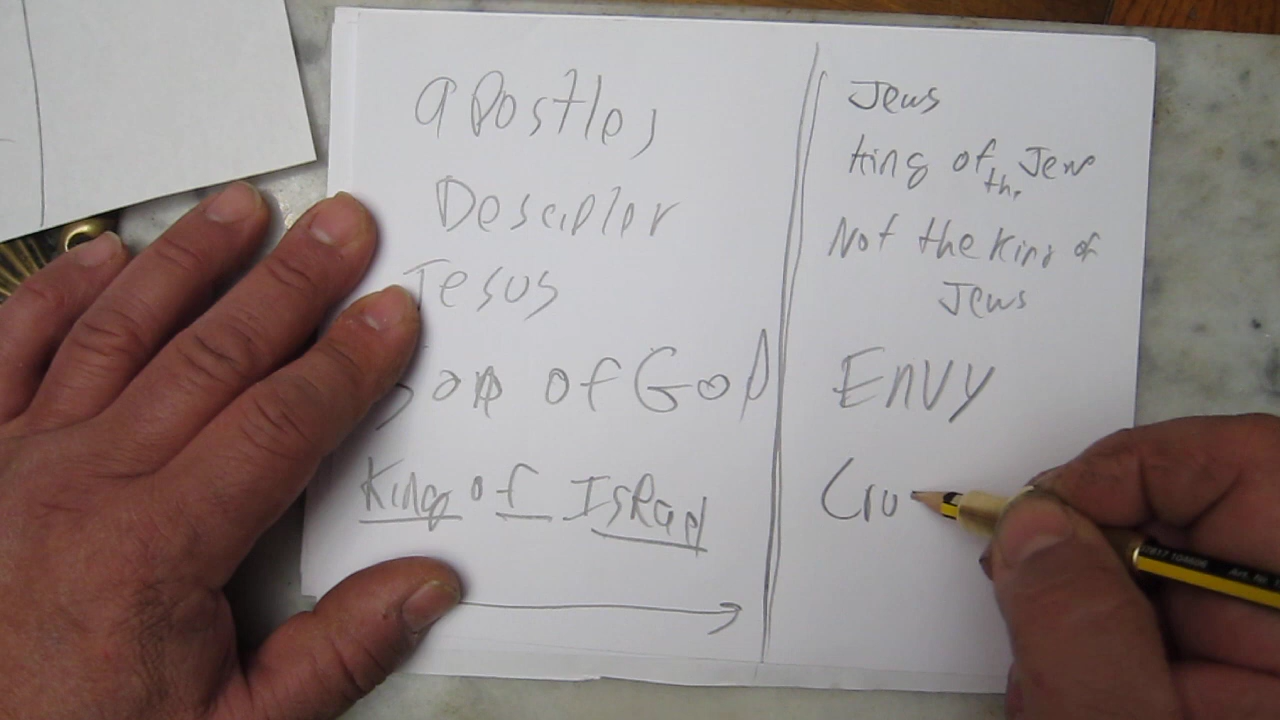 apostles
Desciplor
Jesus
Son of God
King of Israel
Jews
King of the Jews
Not the King of
Jews
Envy
Cru